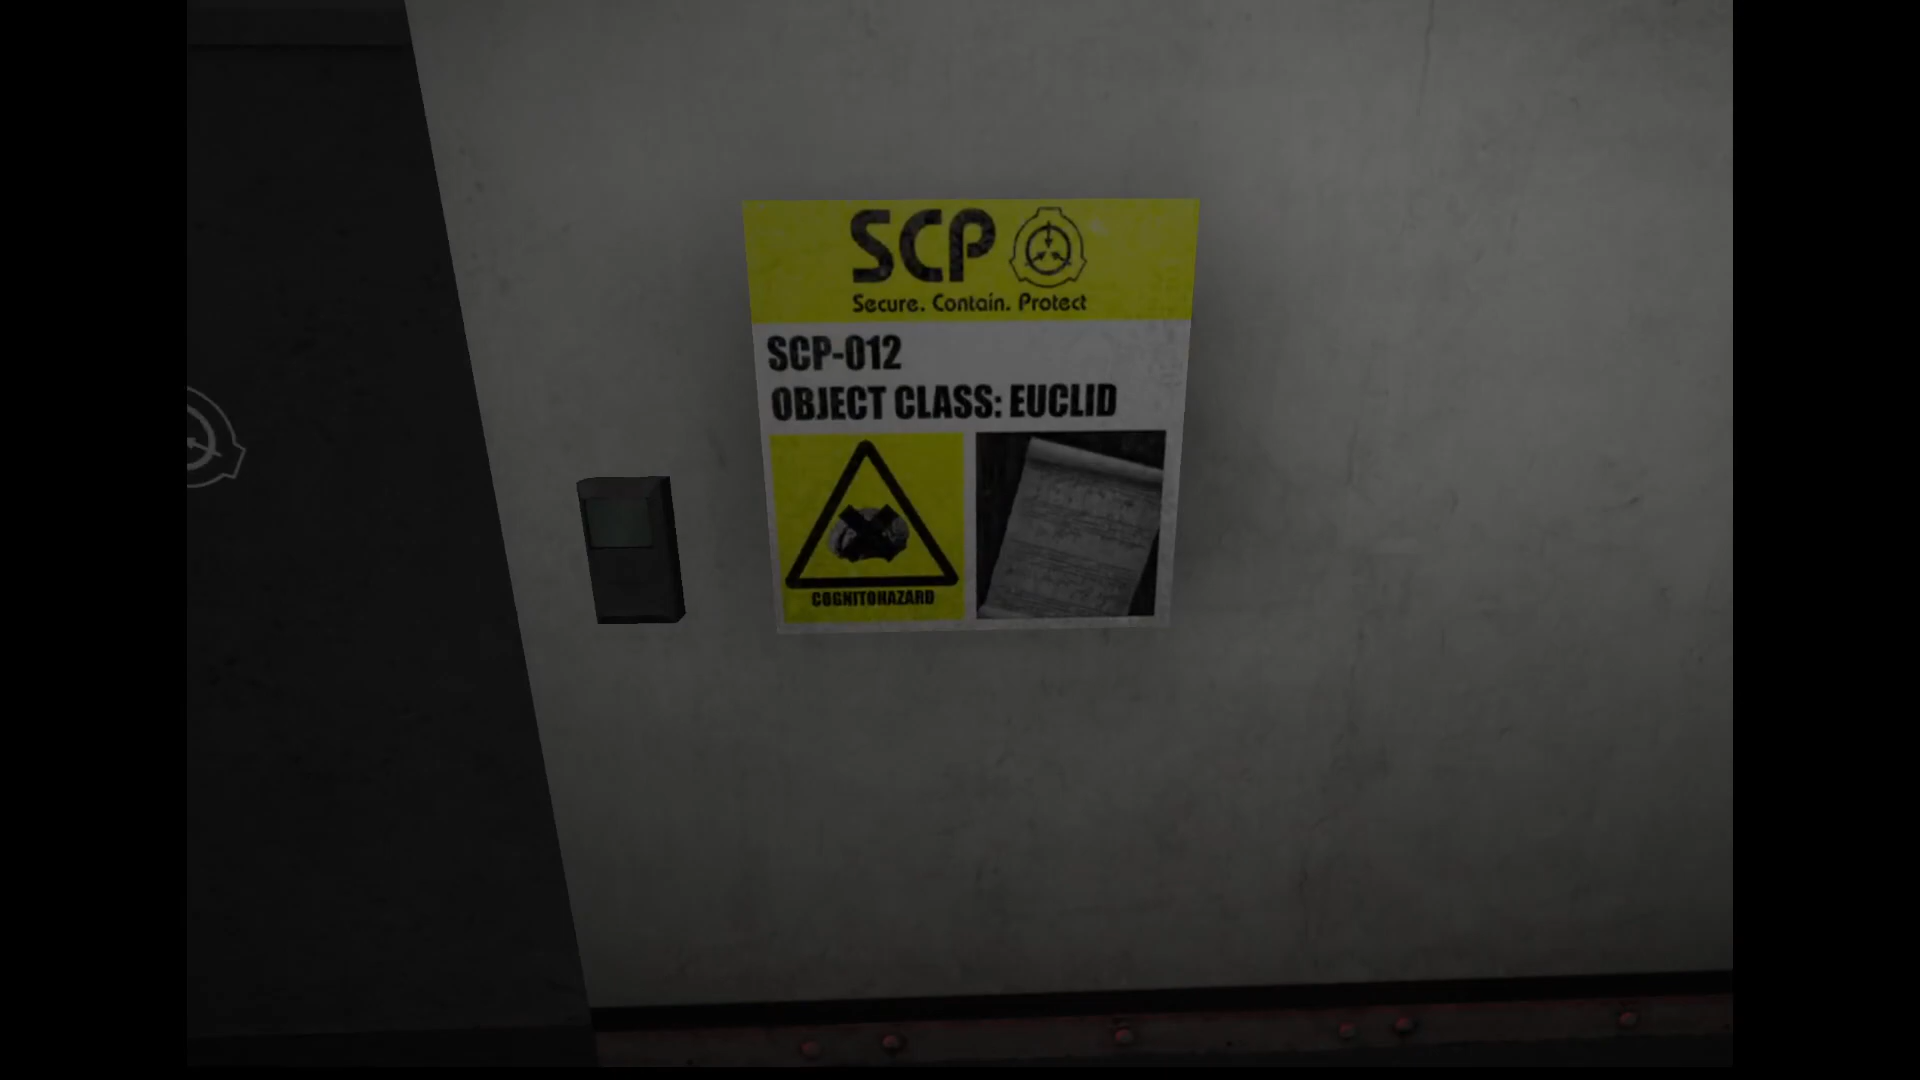 SCP
Secure. Contain. Protect
SCP-012
OBJECT CLASS: EUCLID
COGNITOHAZARD